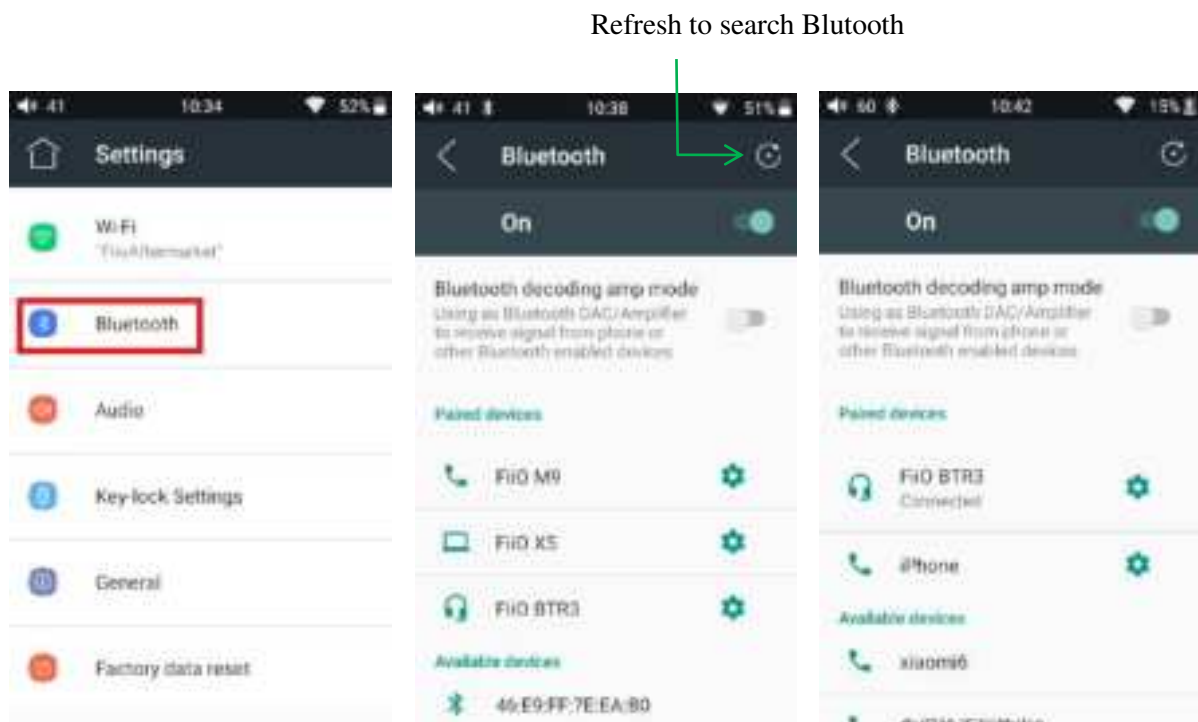 Refresh to search Blutooth
41 10:34 52%
Settings
Wi-Fi
"FiioAftermarket"
Bluetooth
Audio
Key-lock Settings
General
Factory data reset
41 10:38 51%
Bluetooth
On
Bluetooth decoding amp mode
Using as Bluetooth DAC/Amplifier
to receive signal from phone or
other Bluetooth enabled devices
Paired devices
FiiO M9
FiiO X5
FiiO BTR3
Available devices
46:E9:FF:7E:EA:B0
60 10:42
Bluetooth
On
Bluetooth decoding amp mode
Using as Bluetooth DAC/Amplifier
to receive signal from phone or
other Bluetooth enabled devices
Paired devices
FiiO BTR3
Connected
iPhone
Available devices
xiaomi6